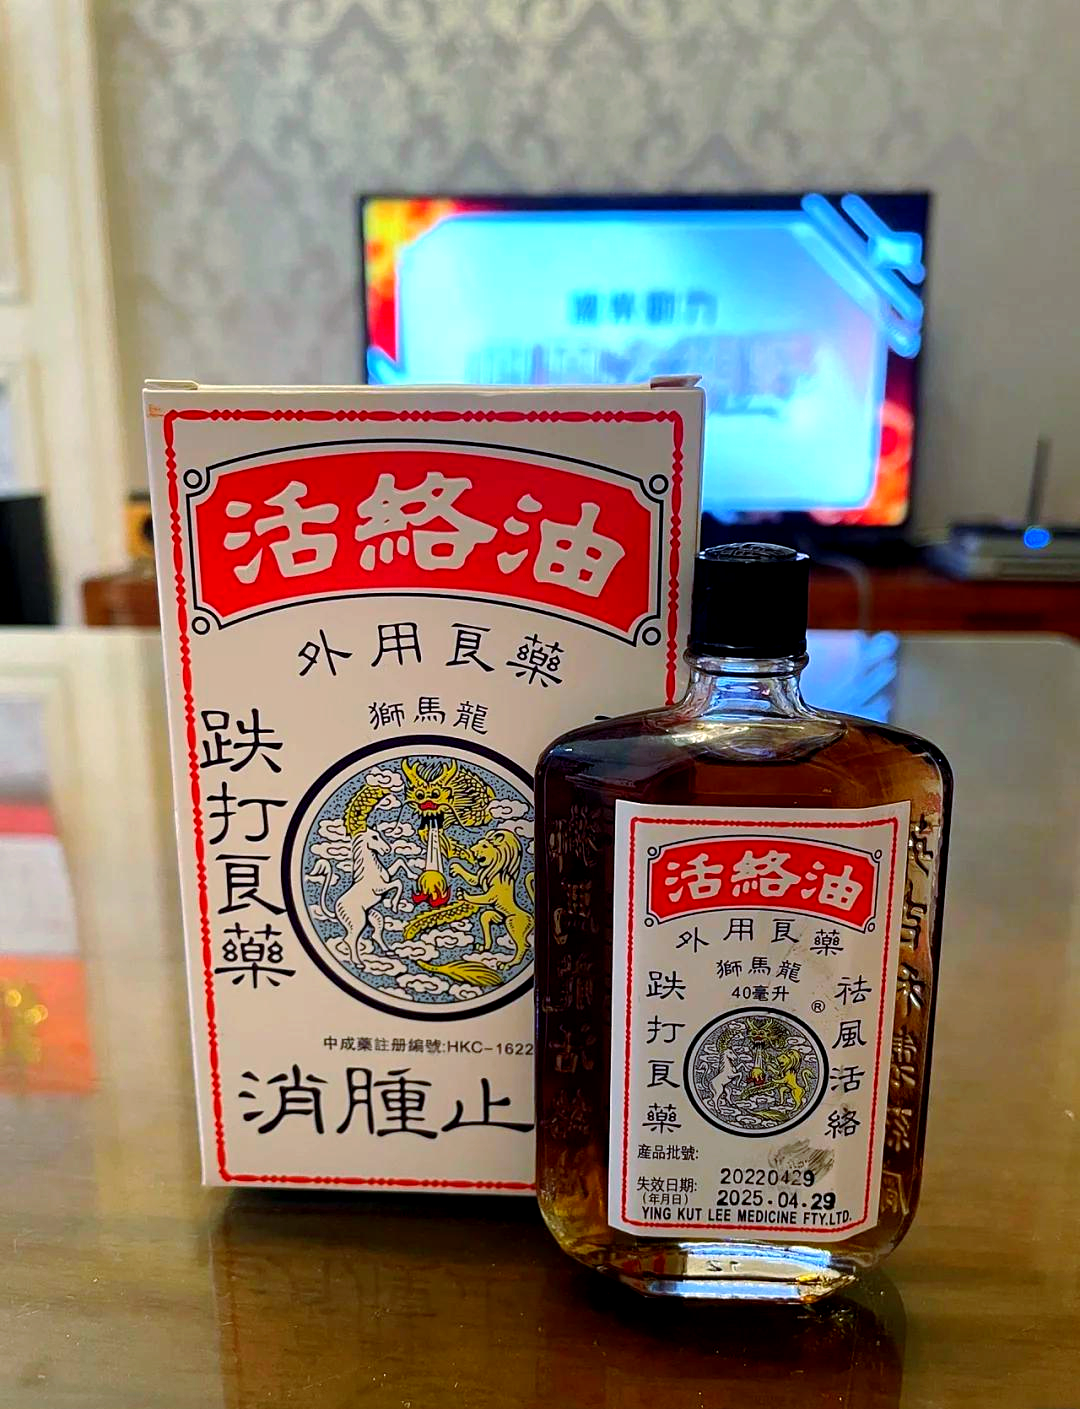 活絡油
外用良藥
獅馬龍
跌打良藥
中成藥註册編號:HKC-1622
消腫止
活絡油
外用良藥
獅馬龍
40毫升
®
跌打良藥
祛風活絡
產品批號:
20220429
失效日期:
(年月日)
2025.04.29
YING KUT LEE MEDICINE FTY.LTD.